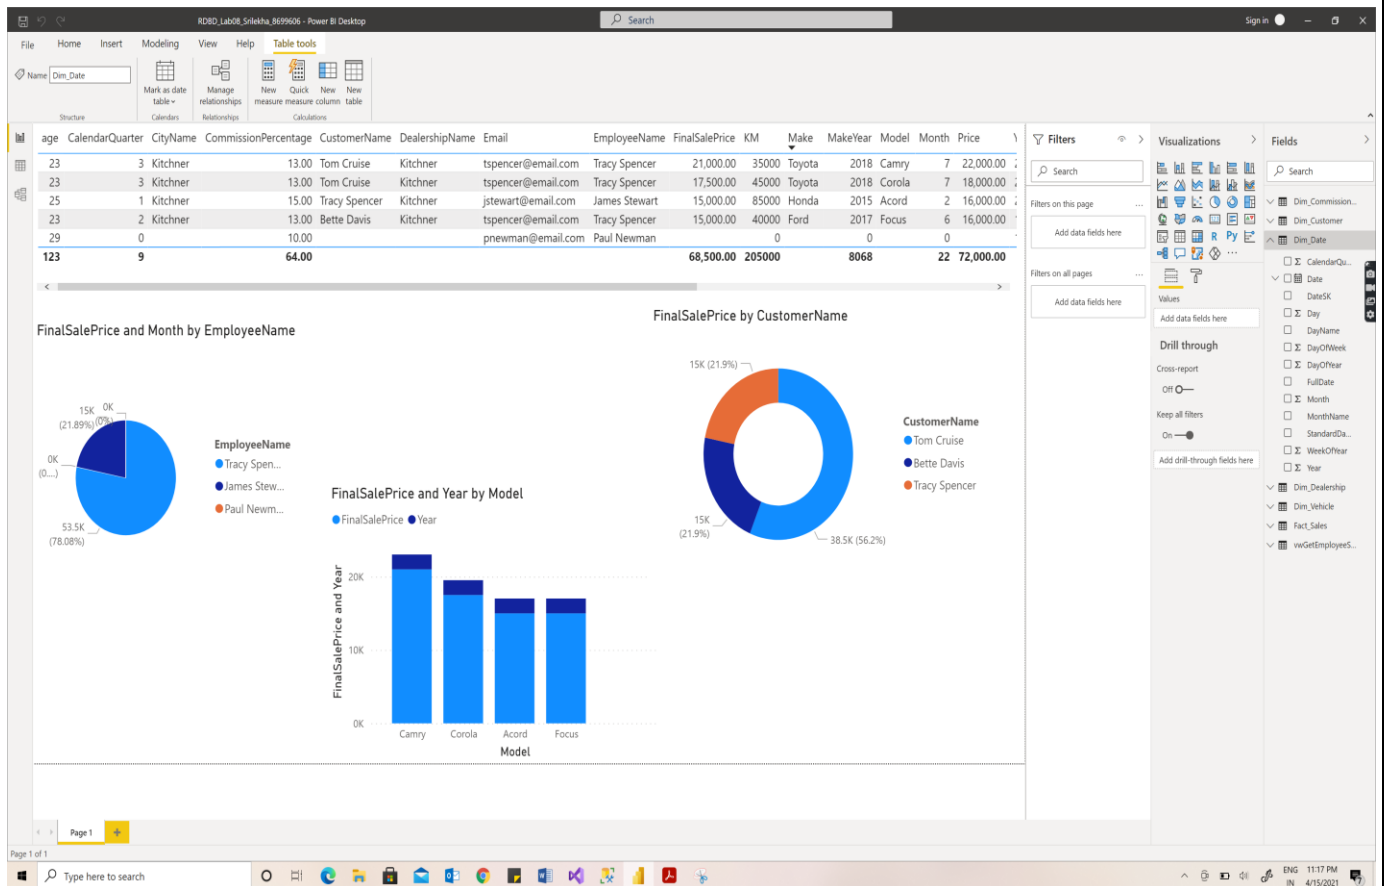 RDBD_Lab08_Srilekha_8699606 - Power BI Desktop
Search
Sign in
File Home Insert Modeling View Help Table tools
Name Dim_Date
Mark as date table
Manage relationships
New measure
Quick measure
New column
New table
Structure
Calendars
Relationships
Calculations
age CalendarQuarter CityName CommissionPercentage CustomerName DealershipName Email EmployeeName FinalSalePrice KM Make MakeYear Model Month Price Y
23 3 Kitchner 13.00 Tom Cruise Kitchner tspencer@email.com Tracy Spencer 21,000.00 35000 Toyota 2018 Camry 7 22,000.00 2
23 3 Kitchner 13.00 Tom Cruise Kitchner tspencer@email.com Tracy Spencer 17,500.00 45000 Toyota 2018 Corola 7 18,000.00 2
25 1 Kitchner 15.00 Tracy Spencer Kitchner jstewart@email.com James Stewart 15,000.00 85000 Honda 2015 Acord 2 16,000.00 2
23 2 Kitchner 13.00 Bette Davis Kitchner tspencer@email.com Tracy Spencer 15,000.00 40000 Ford 2017 Focus 6 16,000.00
29 0 10.00 pnewman@email.com Paul Newman 0 0 0
123 9 64.00 68,500.00 205000 8068 22 72,000.00
FinalSalePrice and Month by EmployeeName
15K (21.89%)
0K (0%)
0K (0....)
53.5K (78.08%)
EmployeeName
Tracy Spen...
James Stew...
Paul Newm...
FinalSalePrice and Year by Model
FinalSalePrice Year
FinalSalePrice and Year
20K
10K
0K
Camry Corola Acord Focus
Model
FinalSalePrice by CustomerName
15K (21.9%)
15K (21.9%)
38.5K (56.2%)
CustomerName
Tom Cruise
Bette Davis
Tracy Spencer
Filters
Search
Filters on this page ...
Add data fields here
Filters on all pages ...
Add data fields here
Visualizations
R Py
...
Values
Add data fields here
Drill through
Cross-report
Off
Keep all filters
On
Add drill-through fields here
Fields
Search
Dim_Commission...
Dim_Customer
Dim_Date
Σ CalendarQu...
Date
DateSK
Σ Day
DayName
Σ DayOfWeek
Σ DayOfYear
FullDate
Σ Month
MonthName
StandardDa...
Σ WeekOfYear
Σ Year
Dim_Dealership
Dim_Vehicle
Fact_Sales
vwGetEmployeeS...
Page 1 +
Page 1 of 1
Type here to search
ENG 11:17 PM
IN 4/15/2021